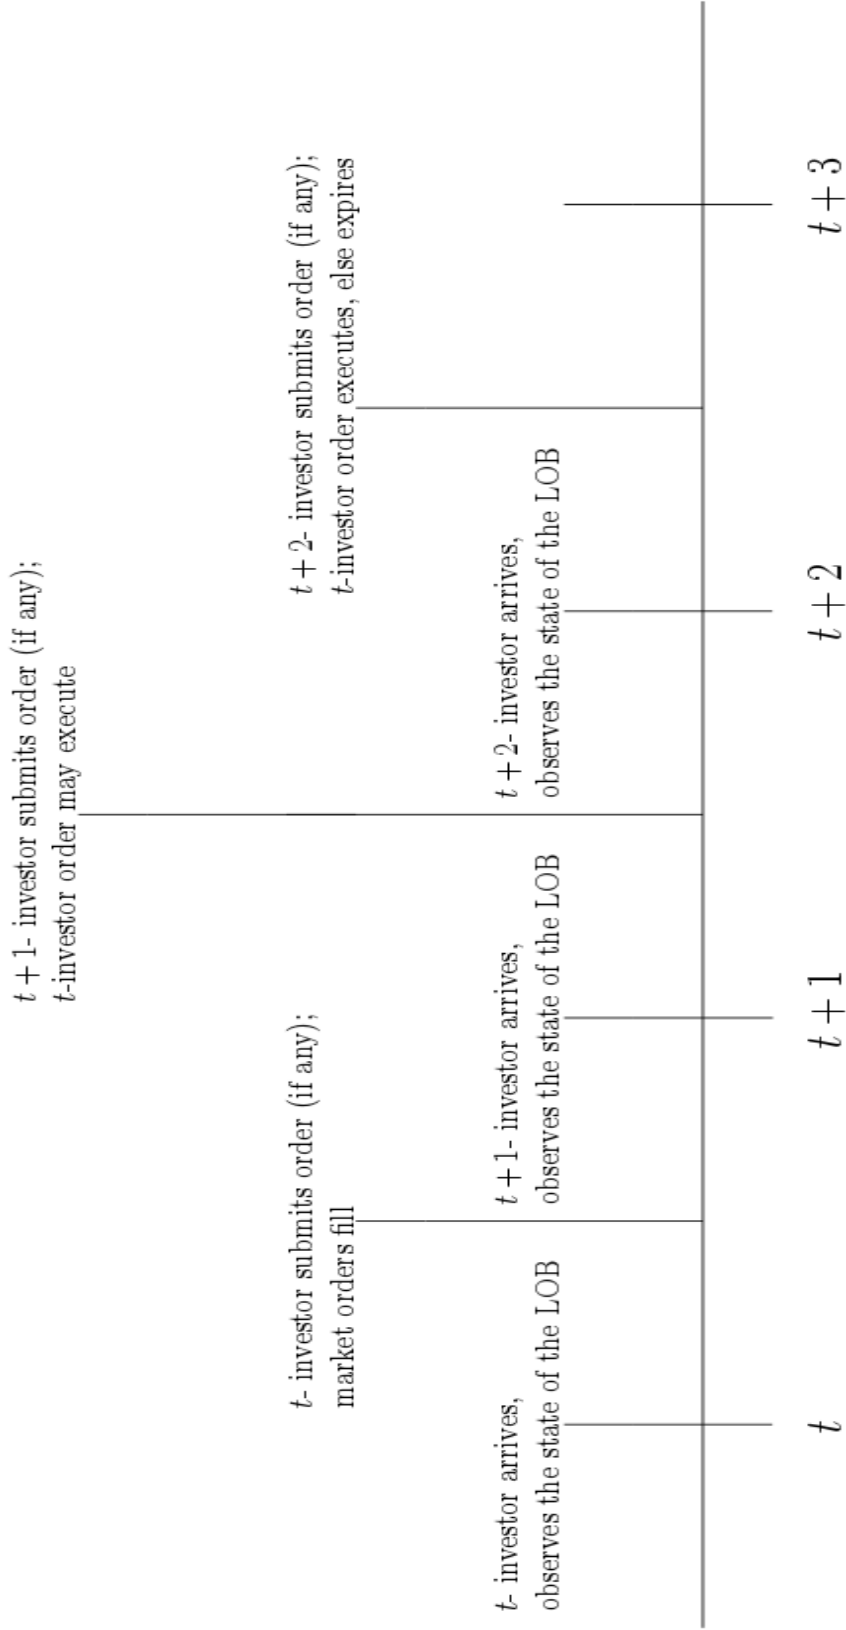 t + 1- investor submits order (if any);
t-investor order may execute
t- investor submits order (if any);
market orders fill
t + 2- investor submits order (if any);
t-investor order executes, else expires
t- investor arrives,
observes the state of the LOB
t + 1- investor arrives,
observes the state of the LOB
t + 2- investor arrives,
observes the state of the LOB
t
t + 1
t + 2
t + 3